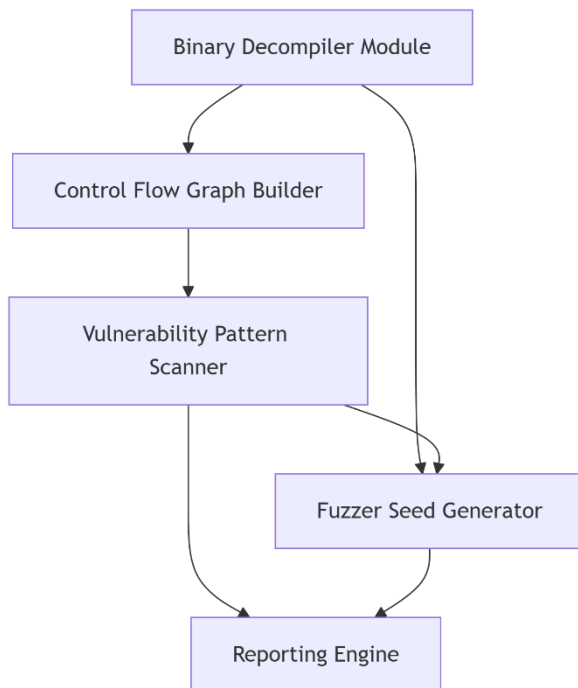 Binary Decompiler Module
Control Flow Graph Builder
Vulnerability Pattern
Scanner
Fuzzer Seed Generator
Reporting Engine